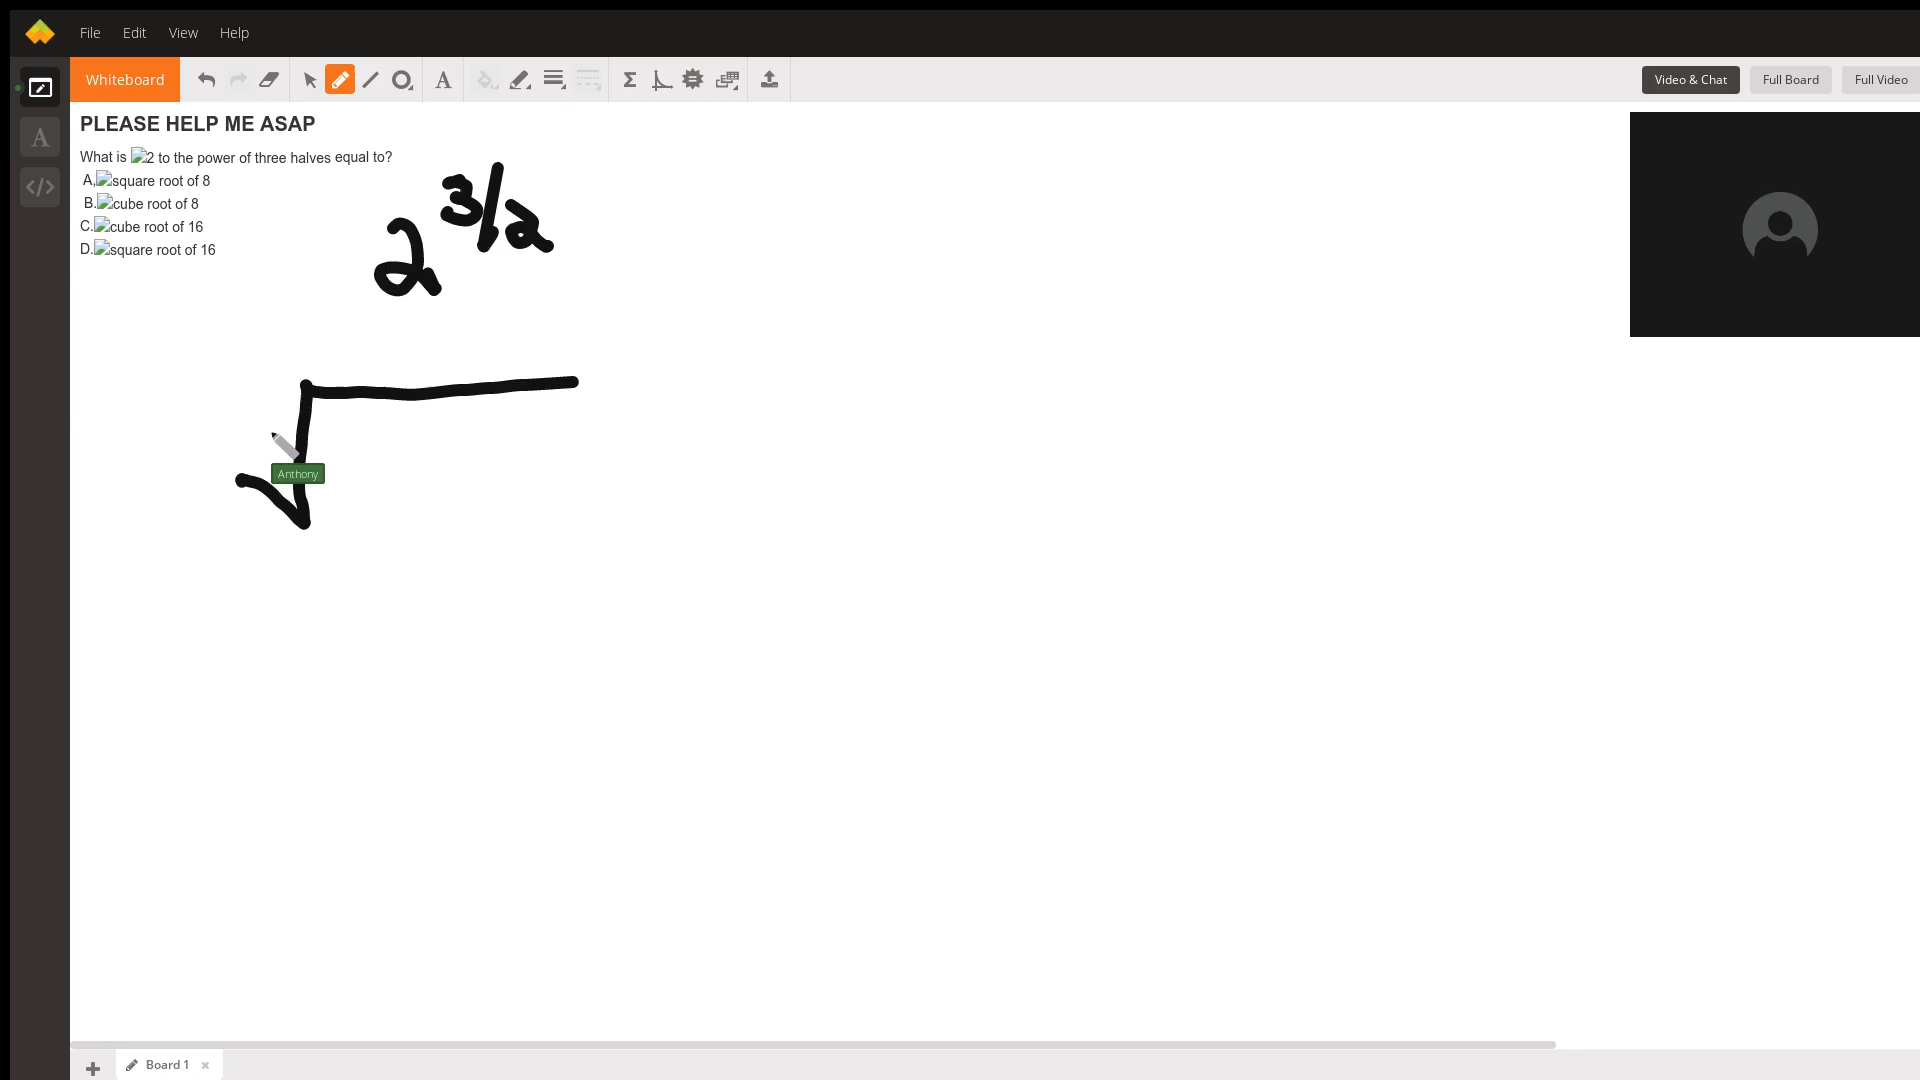 File Edit View Help
Whiteboard A Σ Video & Chat Full Board Full Video
A
</>
PLEASE HELP ME ASAP
What is 2 to the power of three halves equal to?
A,square root of 8
B.cube root of 8
C.cube root of 16
D.square root of 16
2 3/2
Anthony
Board 1